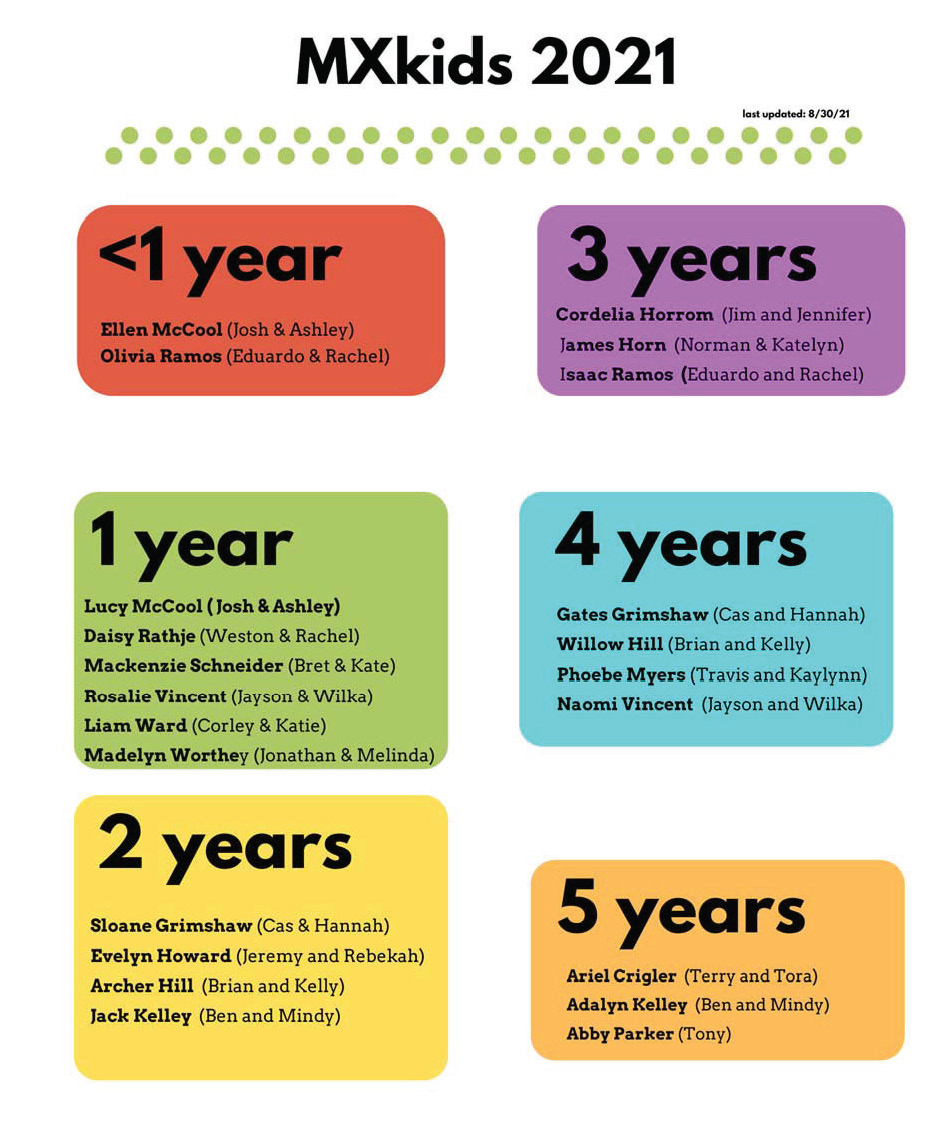 MXkids 2021
last updated: 8/30/21
<1 year
Ellen McCool (Josh & Ashley)
Olivia Ramos (Eduardo & Rachel)
3 years
Cordelia Horrom (Jim and Jennifer)
James Horn (Norman & Katelyn)
Isaac Ramos (Eduardo and Rachel)
1 year
Lucy McCool (Josh & Ashley)
Daisy Rathje (Weston & Rachel)
Mackenzie Schneider (Bret & Kate)
Rosalie Vincent (Jayson & Wilka)
Liam Ward (Corley & Katie)
Madelyn Worthey (Jonathan & Melinda)
4 years
Gates Grimshaw (Cas and Hannah)
Willow Hill (Brian and Kelly)
Phoebe Myers (Travis and Kaylynn)
Naomi Vincent (Jayson and Wilka)
2 years
Sloane Grimshaw (Cas & Hannah)
Evelyn Howard (Jeremy and Rebekah)
Archer Hill (Brian and Kelly)
Jack Kelley (Ben and Mindy)
5 years
Ariel Crigler (Terry and Tora)
Adalyn Kelley (Ben and Mindy)
Abby Parker (Tony)